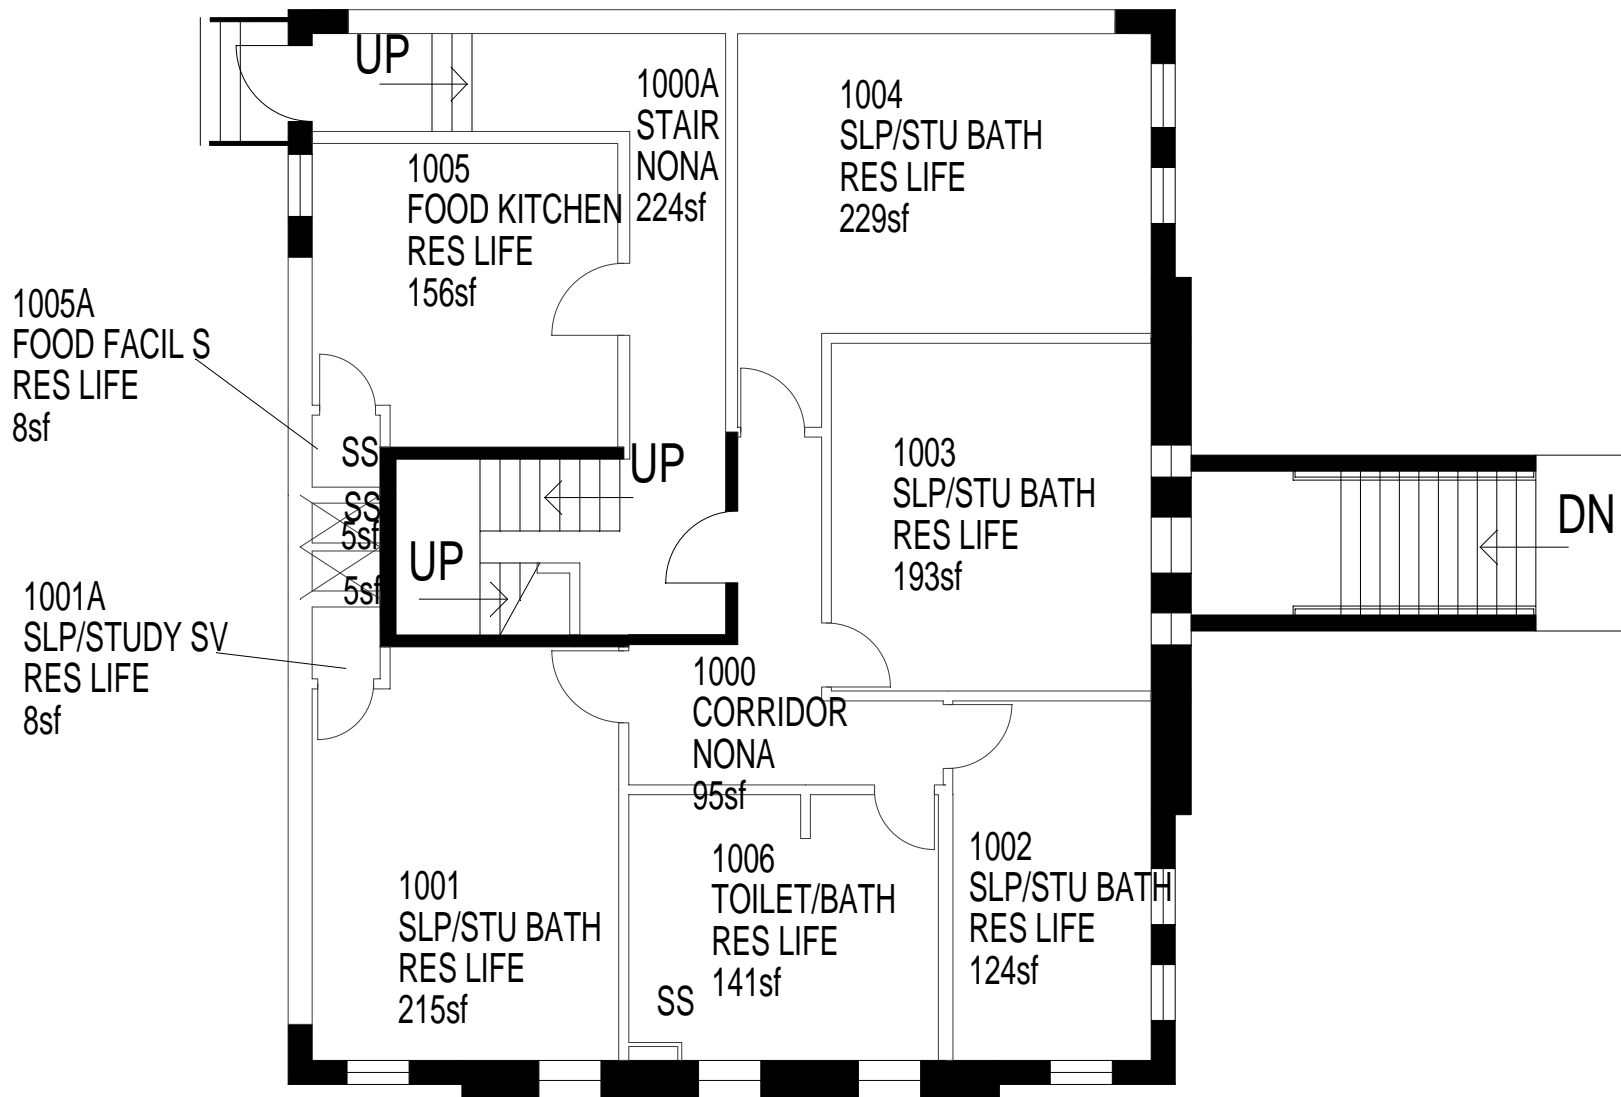 UP
1000A
STAIR
NONA
224sf
1004
SLP/STU BATH
RES LIFE
229sf
1005
FOOD KITCHEN
RES LIFE
156sf
1005A
FOOD FACIL S
RES LIFE
8sf
SS
UP
1003
SLP/STU BATH
RES LIFE
193sf
SS
5sf
UP
DN
5sf
1001A
SLP/STUDY SV
RES LIFE
8sf
1000
CORRIDOR
NONA
95sf
1001
SLP/STU BATH
RES LIFE
215sf
1006
TOILET/BATH
RES LIFE
141sf
SS
1002
SLP/STU BATH
RES LIFE
124sf